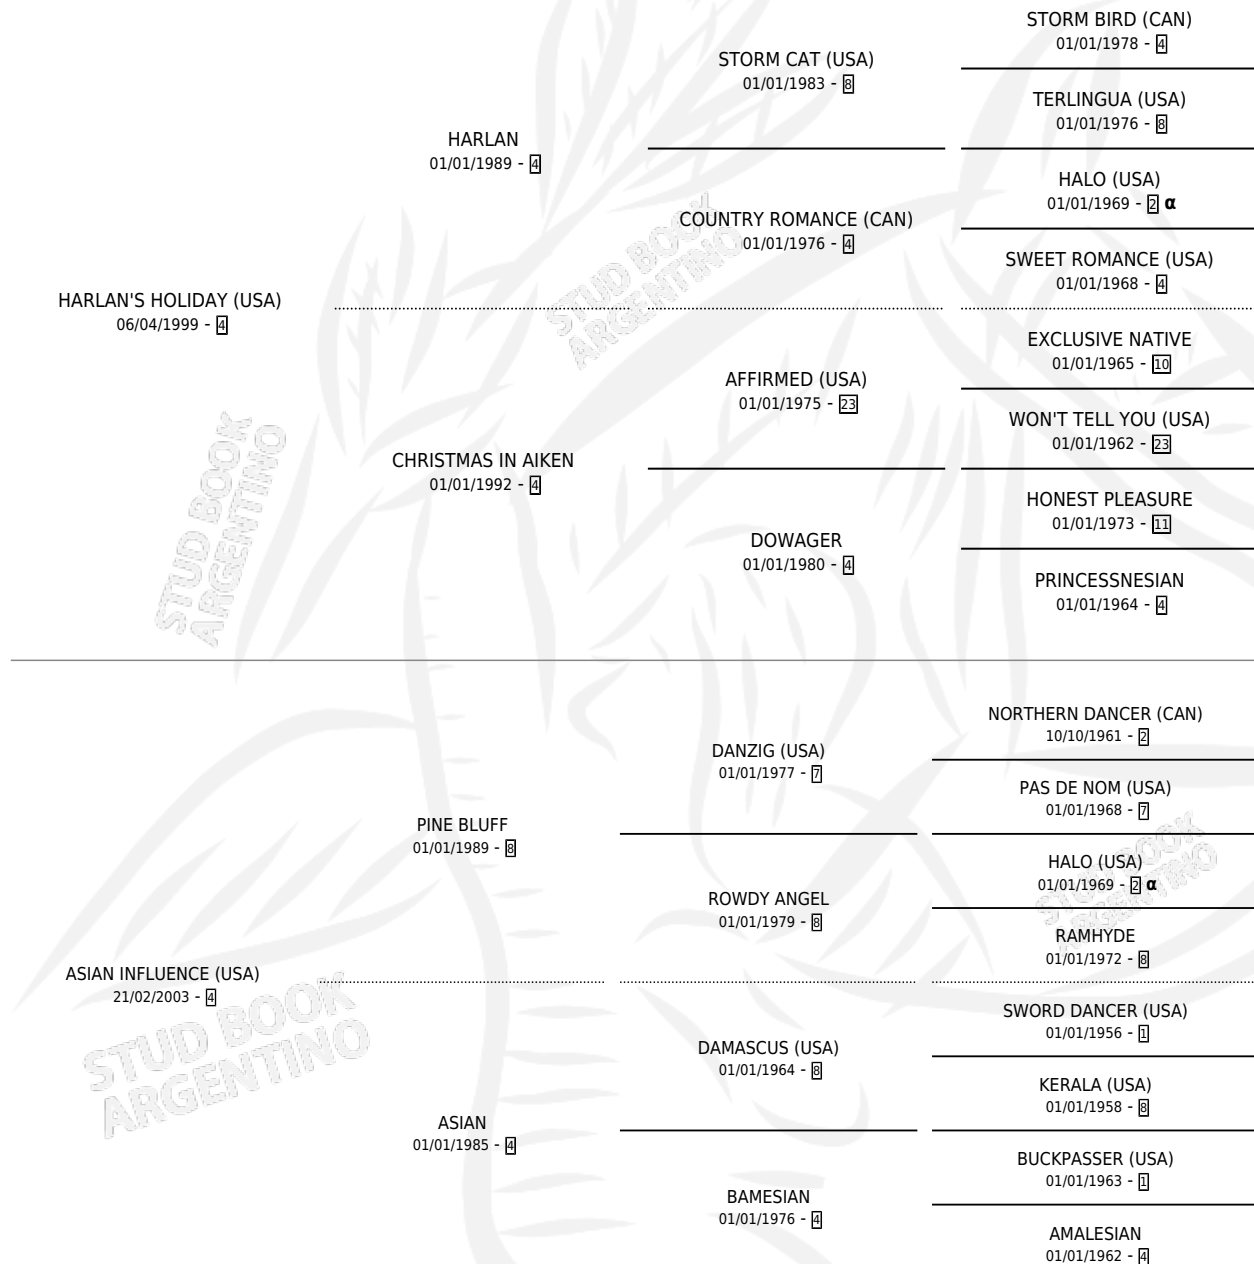 STORM BIRD (CAN)
01/01/1978 - 4
STORM CAT (USA)
01/01/1983 - 8
TERLINGUA (USA)
01/01/1976 - 8
HARLAN
01/01/1989 - 4
HALO (USA)
01/01/1969 - 2 α
COUNTRY ROMANCE (CAN)
01/01/1976 - 4
SWEET ROMANCE (USA)
01/01/1968 - 4
HARLAN'S HOLIDAY (USA)
06/04/1999 - 4
EXCLUSIVE NATIVE
01/01/1965 - 10
AFFIRMED (USA)
01/01/1975 - 23
WON'T TELL YOU (USA)
01/01/1962 - 23
CHRISTMAS IN AIKEN
01/01/1992 - 4
HONEST PLEASURE
01/01/1973 - 11
DOWAGER
01/01/1980 - 4
PRINCESSNESIAN
01/01/1964 - 4
NORTHERN DANCER (CAN)
10/10/1961 - 2
DANZIG (USA)
01/01/1977 - 7
PAS DE NOM (USA)
01/01/1968 - 7
PINE BLUFF
01/01/1989 - 8
HALO (USA)
01/01/1969 - 2 α
ROWDY ANGEL
01/01/1979 - 8
RAMHYDE
01/01/1972 - 8
ASIAN INFLUENCE (USA)
21/02/2003 - 4
SWORD DANCER (USA)
01/01/1956 - 1
DAMASCUS (USA)
01/01/1964 - 8
KERALA (USA)
01/01/1958 - 8
ASIAN
01/01/1985 - 4
BUCKPASSER (USA)
01/01/1963 - 1
BAMESIAN
01/01/1976 - 4
AMALESIAN
01/01/1962 - 4
STUD BOOK
ARGENTINO
STUD BOOK
ARGENTINO
STUD BOOK
ARGENTINO
STUD BOOK
ARGENTINO